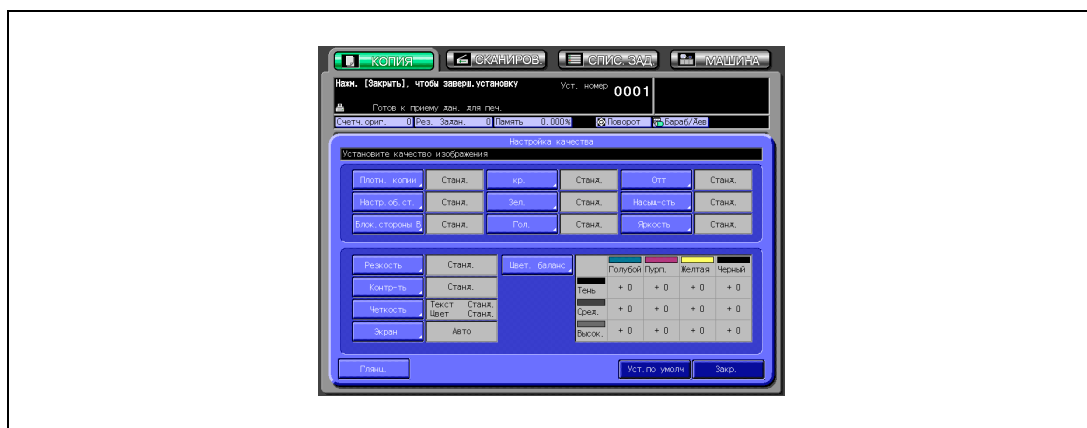 КОПИЯ СКАНИРОВ. СПИС.ЗАД. МАШИНА
Нажм. [Закрыть], чтобы заверш.установку
Уст. номер 0001
Готов к приему дан. для печ.
Счетч.ориг. 0 Рез. Задан. 0 Память 0.000% Поворот Бараб/Лев
Настройка качества
Установите качество изображения
Плотн. копии Станд. кр. Станд. Отт Станд.
Настр.об.ст. Станд. Зел. Станд. Насыщ-сть Станд.
Блок.стороны В Станд. Гол. Станд. Яркость Станд.
Резкость Станд. Цвет. баланс
Голубой Пурп. Желтая Черный
Контр-ть Станд. Тень + 0 + 0 + 0 + 0
Четкость Текст Станд.
Цвет Станд.
Сред. + 0 + 0 + 0 + 0
Экран Авто Высок. + 0 + 0 + 0 + 0
Глянц. Уст.по умолч Закр.